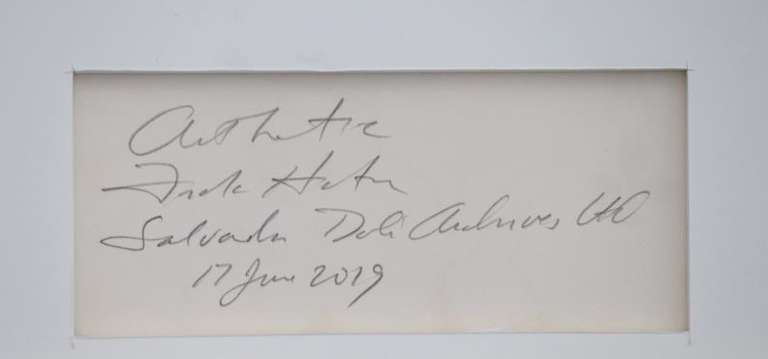 Authentic
Frank Hunter
Salvador Dali Archives Ltd
17 June 2019